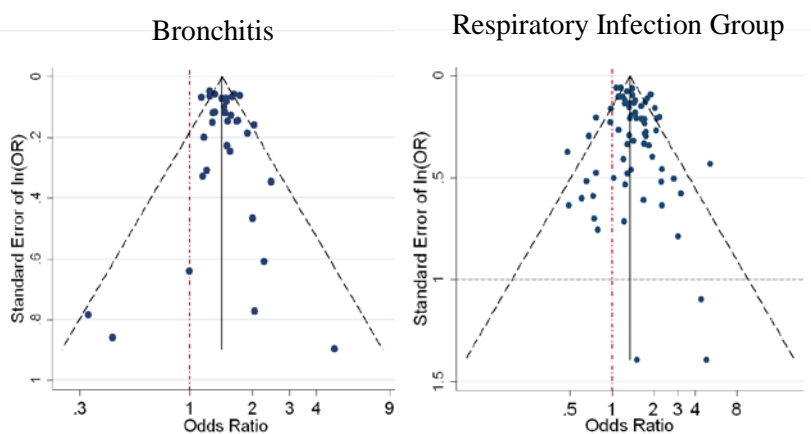 Bronchitis
0
.2
.4
.6
.8
1
Standard Error of ln(OR)
.3 1 2 3 4 9
Odds Ratio
Respiratory Infection Group
0
.5
1
1.5
Standard Error of ln(OR)
.5 1 2 3 4 8
Odds Ratio